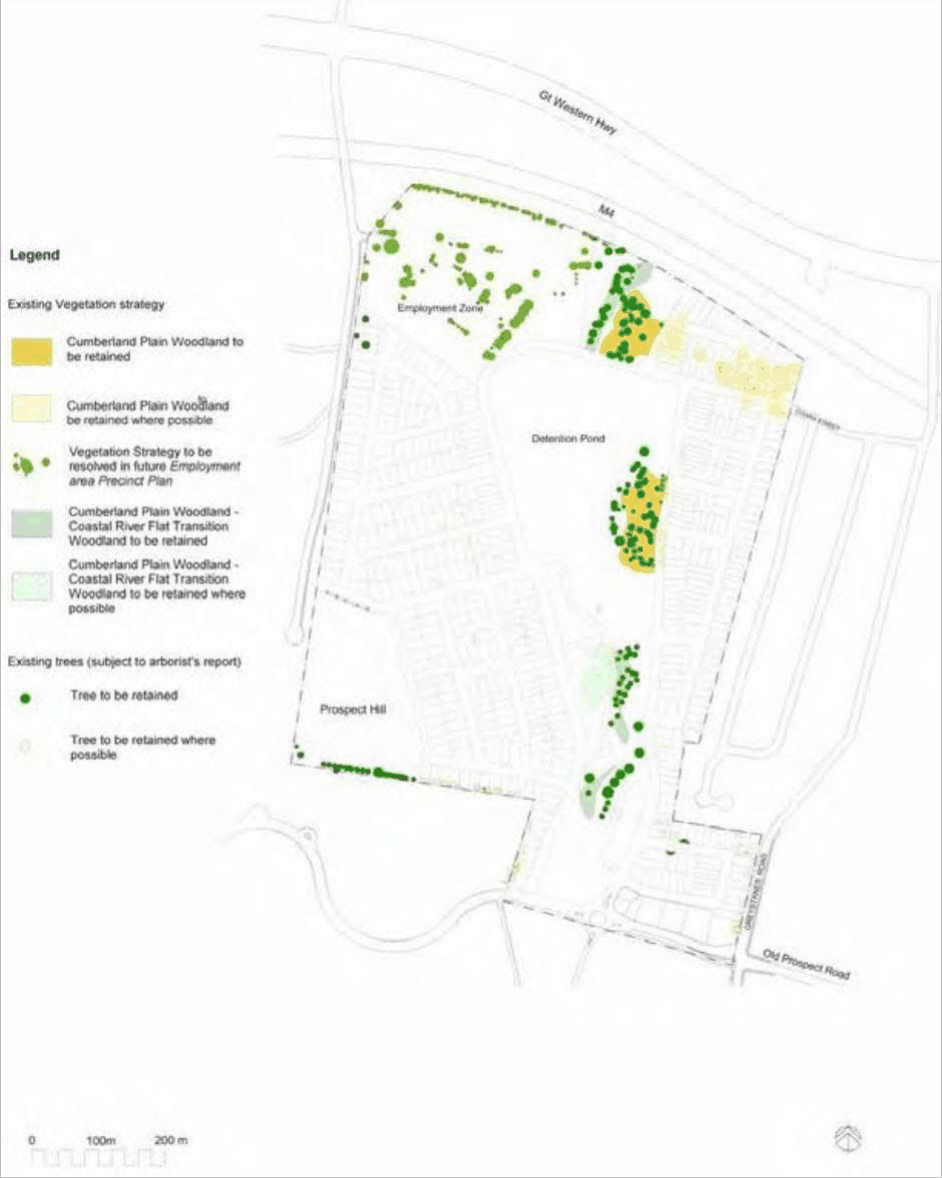 Gt Western Hwy
M4
Legend
Existing Vegetation strategy
Employment Zone
Cumberland Plain Woodland to
be retained
Cumberland Plain Woodland to
be retained where possible
Detention Pond
Vegetation Strategy to be
resolved in future Employment
area Precinct Plan
Cumberland Plain Woodland -
Coastal River Flat Transition
Woodland to be retained
Cumberland Plain Woodland -
Coastal River Flat Transition
Woodland to be retained where
possible
Existing trees (subject to arborist's report)
Tree to be retained
Prospect Hill
Tree to be retained where
possible
GREYSTANES ROAD
Old Prospect Road
0 100m 200 m